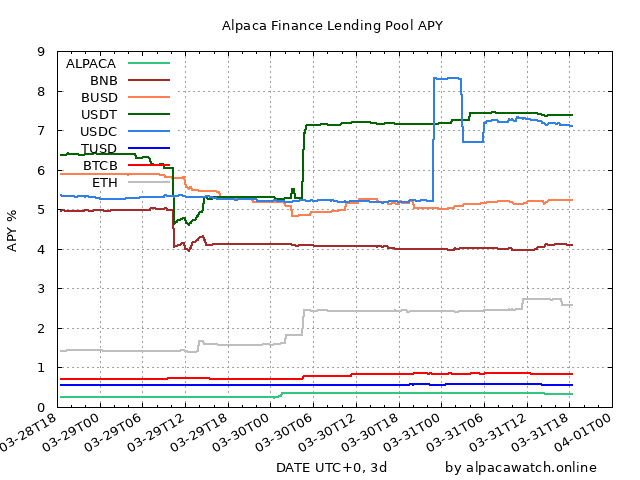 Alpaca Finance Lending Pool APY
9
8
7
6
5
4
3
2
1
0
APY %
ALPACA
BNB
BUSD
USDT
USDC
TUSD
BTCB
ETH
03-28T18
03-29T00
03-29T06
03-29T12
03-29T18
03-30T00
03-30T06
03-30T12
03-30T18
03-31T00
03-31T06
03-31T12
03-31T18
04-01T00
DATE UTC+0, 3d
by alpacawatch.online